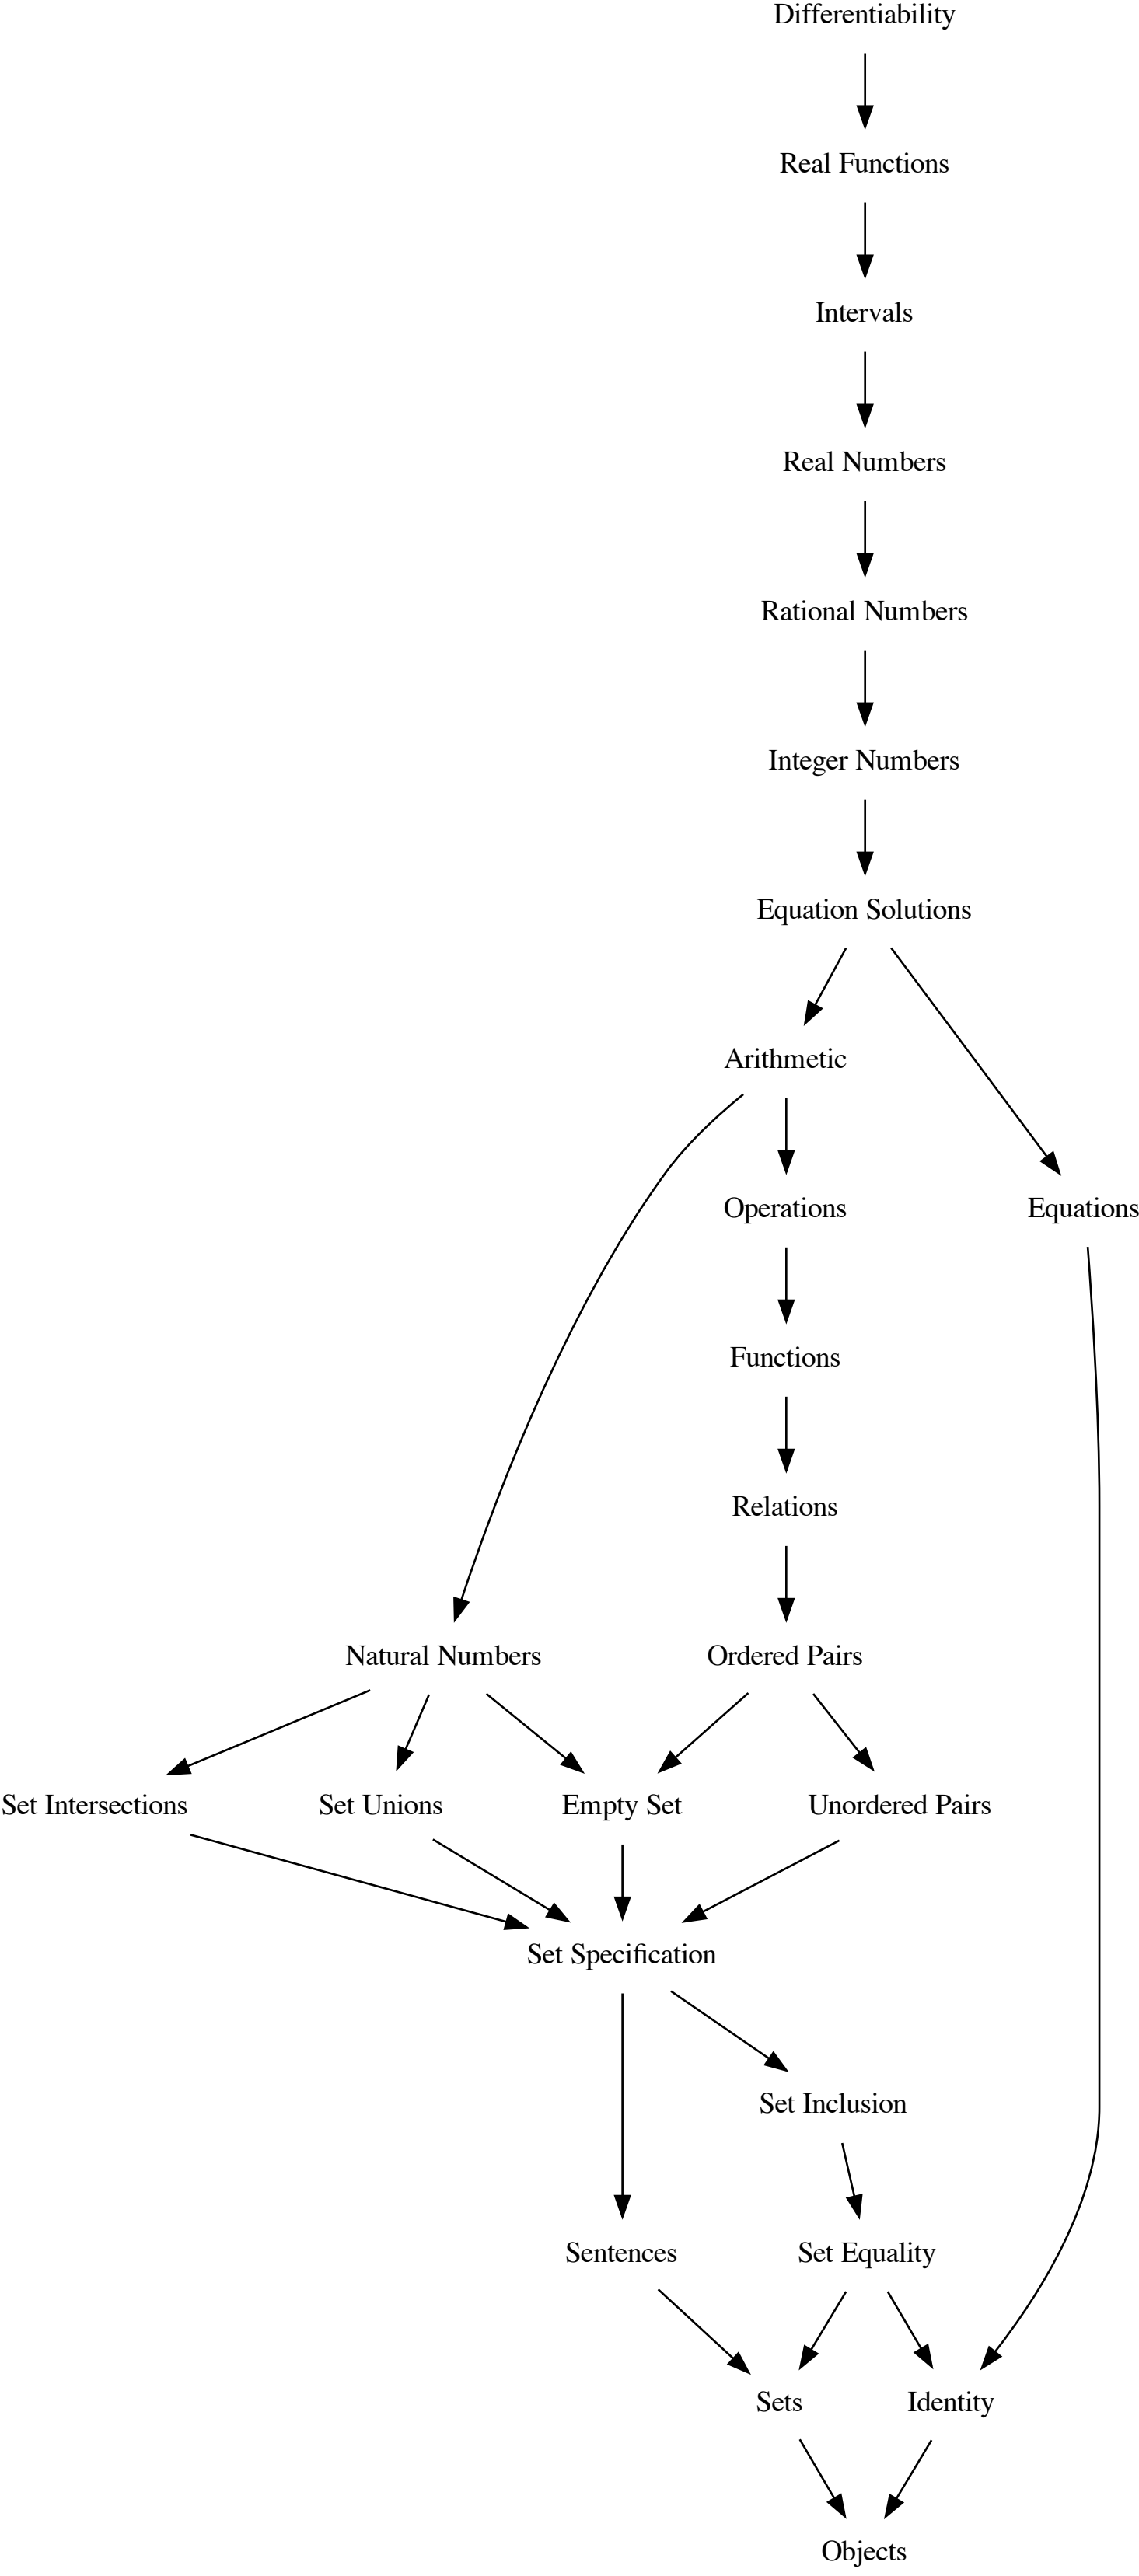 Differentiability
Real Functions
Intervals
Real Numbers
Rational Numbers
Integer Numbers
Equation Solutions
Arithmetic
Operations
Equations
Functions
Relations
Natural Numbers
Ordered Pairs
Set Intersections
Set Unions
Empty Set
Unordered Pairs
Set Specification
Set Inclusion
Sentences
Set Equality
Sets
Identity
Objects